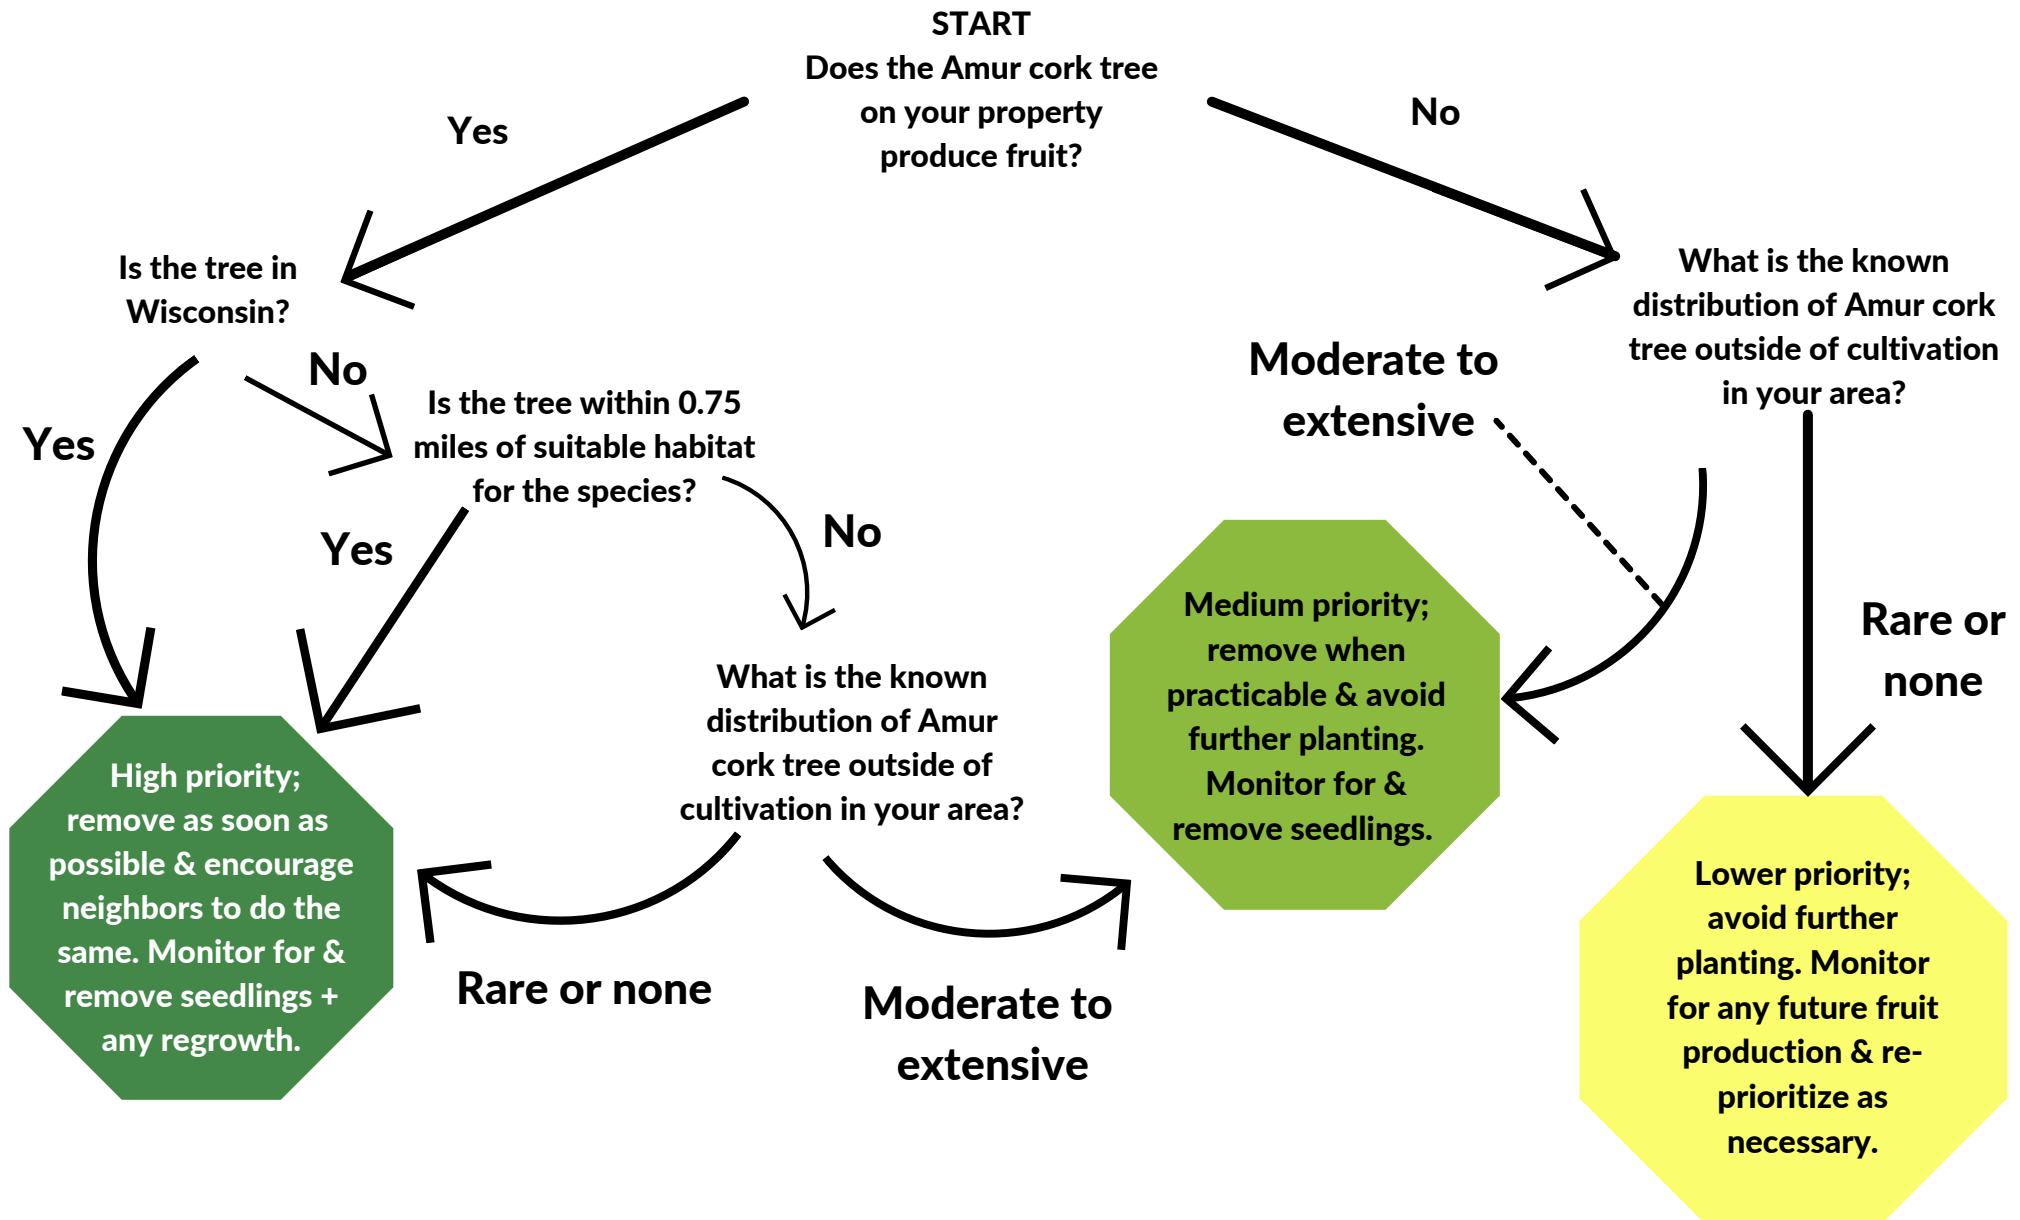 START
Does the Amur cork tree
on your property
produce fruit?
Yes
No
Is the tree in
Wisconsin?
What is the known
distribution of Amur cork
tree outside of cultivation
in your area?
No
Yes
Is the tree within 0.75
miles of suitable habitat
for the species?
Moderate to
extensive
Yes
No
Rare or
none
What is the known
distribution of Amur
cork tree outside of
cultivation in your area?
Medium priority;
remove when
practicable & avoid
further planting.
Monitor for &
remove seedlings.
High priority;
remove as soon as
possible & encourage
neighbors to do the
same. Monitor for &
remove seedlings +
any regrowth.
Rare or none
Moderate to
extensive
Lower priority;
avoid further
planting. Monitor
for any future fruit
production & re-
prioritize as
necessary.